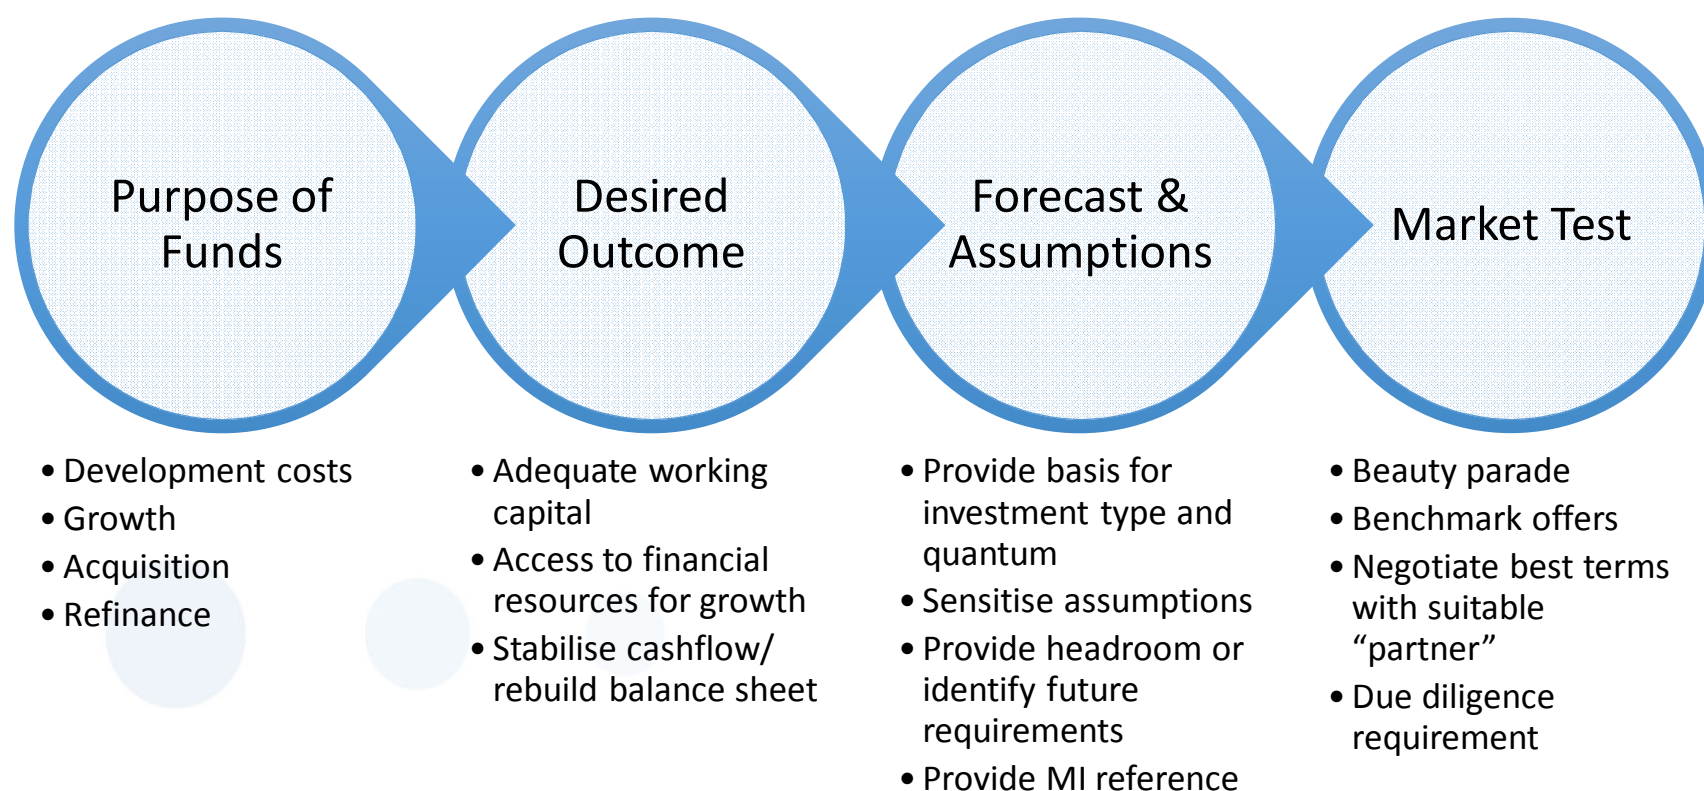 Purpose of
Funds
• Development costs
• Growth
• Acquisition
• Refinance
Desired
Outcome
• Adequate working
capital
• Access to financial
resources for growth
• Stabilise cashflow/
rebuild balance sheet
Forecast &
Assumptions
• Provide basis for
investment type and
quantum
• Sensitise assumptions
• Provide headroom or
identify future
requirements
• Provide MI reference
Market Test
• Beauty parade
• Benchmark offers
• Negotiate best terms
with suitable
“partner”
• Due diligence
requirement